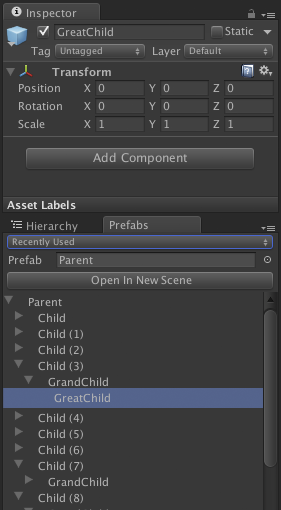 Inspector
GreatChild Static
Tag Untagged Layer Default
Transform
Position X 0 Y 0 Z 0
Rotation X 0 Y 0 Z 0
Scale X 1 Y 1 Z 1
Add Component
Asset Labels
Hierarchy Prefabs
Recently Used
Prefab Parent
Open In New Scene
Parent
Child
Child (1)
Child (2)
Child (3)
GrandChild
GreatChild
Child (4)
Child (5)
Child (6)
Child (7)
GrandChild
Child (8)